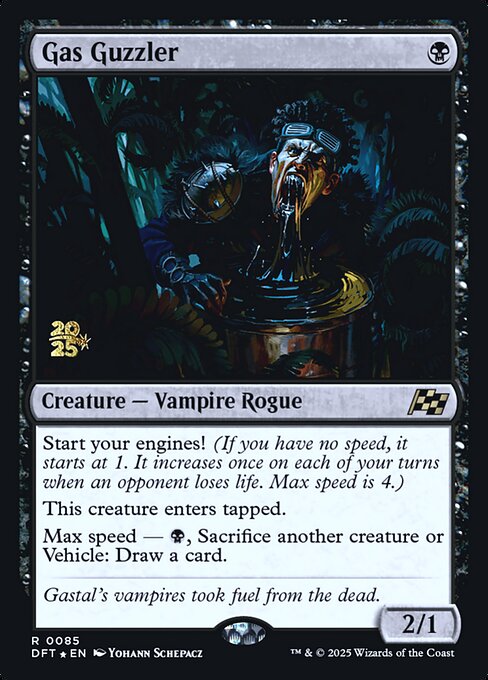 Gas Guzzler
2025
Creature — Vampire Rogue
Start your engines! (If you have no speed, it
starts at 1. It increases once on each of your turns
when an opponent loses life. Max speed is 4.)
This creature enters tapped.
Max speed — , Sacrifice another creature or
Vehicle: Draw a card.
Gastal's vampires took fuel from the dead.
2/1
R 0085
DFT ★ EN Yohann Schepacz
™ & © 2025 Wizards of the Coast